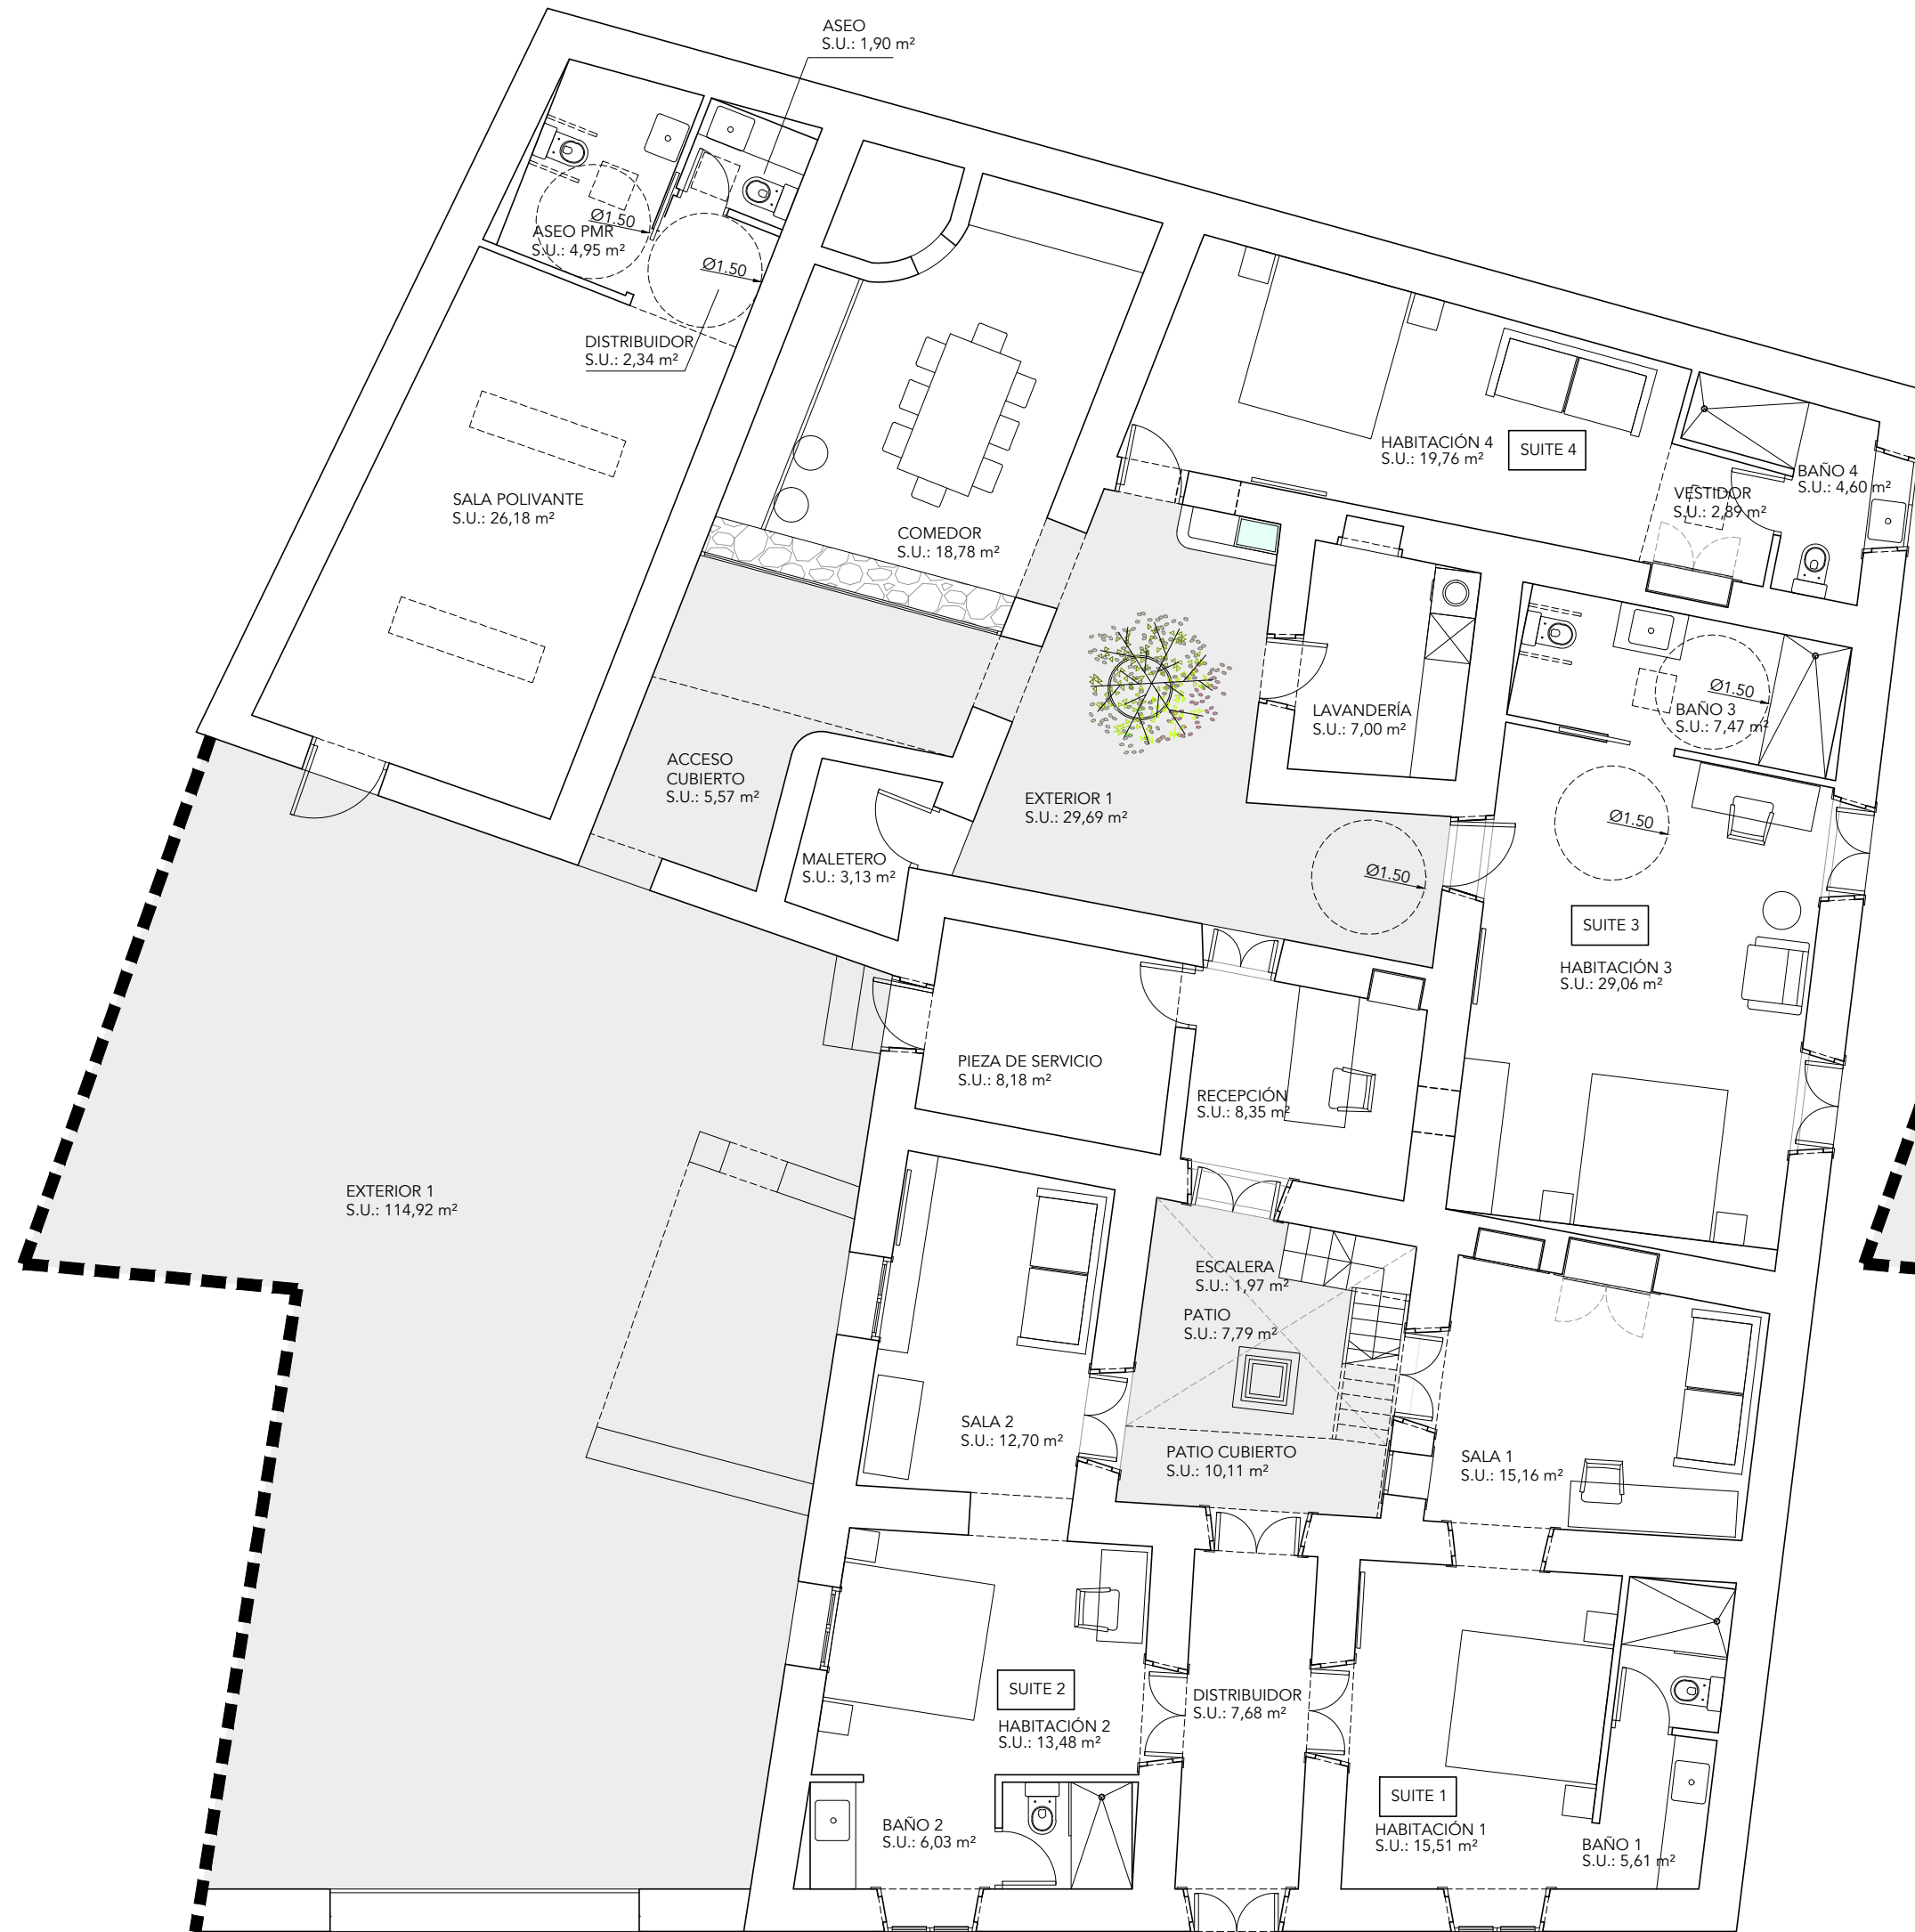 ASEO
S.U.: 1,90 m²
Ø1.50
ASEO PMR
S.U.: 4,95 m²
Ø1.50
DISTRIBUIDOR
S.U.: 2,34 m²
SALA POLIVANTE
S.U.: 26,18 m²
COMEDOR
S.U.: 18,78 m²
HABITACIÓN 4
S.U.: 19,76 m²
SUITE 4
BAÑO 4
S.U.: 4,60 m²
VESTIDOR
S.U.: 2,89 m²
LAVANDERÍA
S.U.: 7,00 m²
Ø1.50
BAÑO 3
S.U.: 7,47 m²
ACCESO
CUBIERTO
S.U.: 5,57 m²
EXTERIOR 1
S.U.: 29,69 m²
Ø1.50
MALETERO
S.U.: 3,13 m²
Ø1.50
SUITE 3
HABITACIÓN 3
S.U.: 29,06 m²
PIEZA DE SERVICIO
S.U.: 8,18 m²
RECEPCIÓN
S.U.: 8,35 m²
EXTERIOR 1
S.U.: 114,92 m²
ESCALERA
S.U.: 1,97 m²
PATIO
S.U.: 7,79 m²
SALA 2
S.U.: 12,70 m²
PATIO CUBIERTO
S.U.: 10,11 m²
SALA 1
S.U.: 15,16 m²
SUITE 2
HABITACIÓN 2
S.U.: 13,48 m²
DISTRIBUIDOR
S.U.: 7,68 m²
SUITE 1
HABITACIÓN 1
S.U.: 15,51 m²
BAÑO 2
S.U.: 6,03 m²
BAÑO 1
S.U.: 5,61 m²